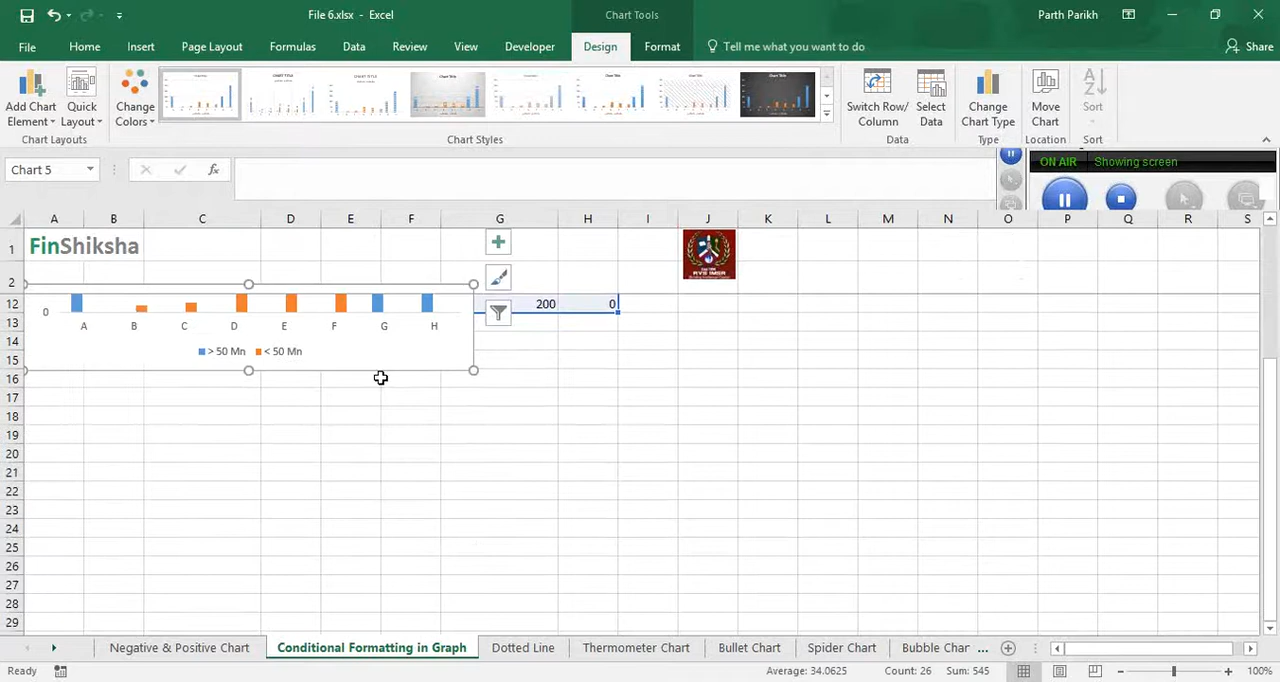 File 6.xlsx - Excel
Chart Tools
Parth Parikh
File
Home
Insert
Page Layout
Formulas
Data
Review
View
Developer
Design
Format
Tell me what you want to do
Share
Add Chart Element
Quick Layout
Change Colors
Switch Row/ Column
Select Data
Change Chart Type
Move Chart
Sort
Chart Layouts
Chart Styles
Data
Type
Location
Sort
Chart 5
fx
ON AIR Showing screen
A B C D E F G H I J K L M N O P Q R S
1 FinShiksha
2
12 0 200 0
13 A B C D E F G H
14
15 > 50 Mn < 50 Mn
16
17
18
19
20
21
22
23
24
25
26
27
28
29
Negative & Positive Chart
Conditional Formatting in Graph
Dotted Line
Thermometer Chart
Bullet Chart
Spider Chart
Bubble Char ...
Ready
Average: 34.0625 Count: 26 Sum: 545
100%